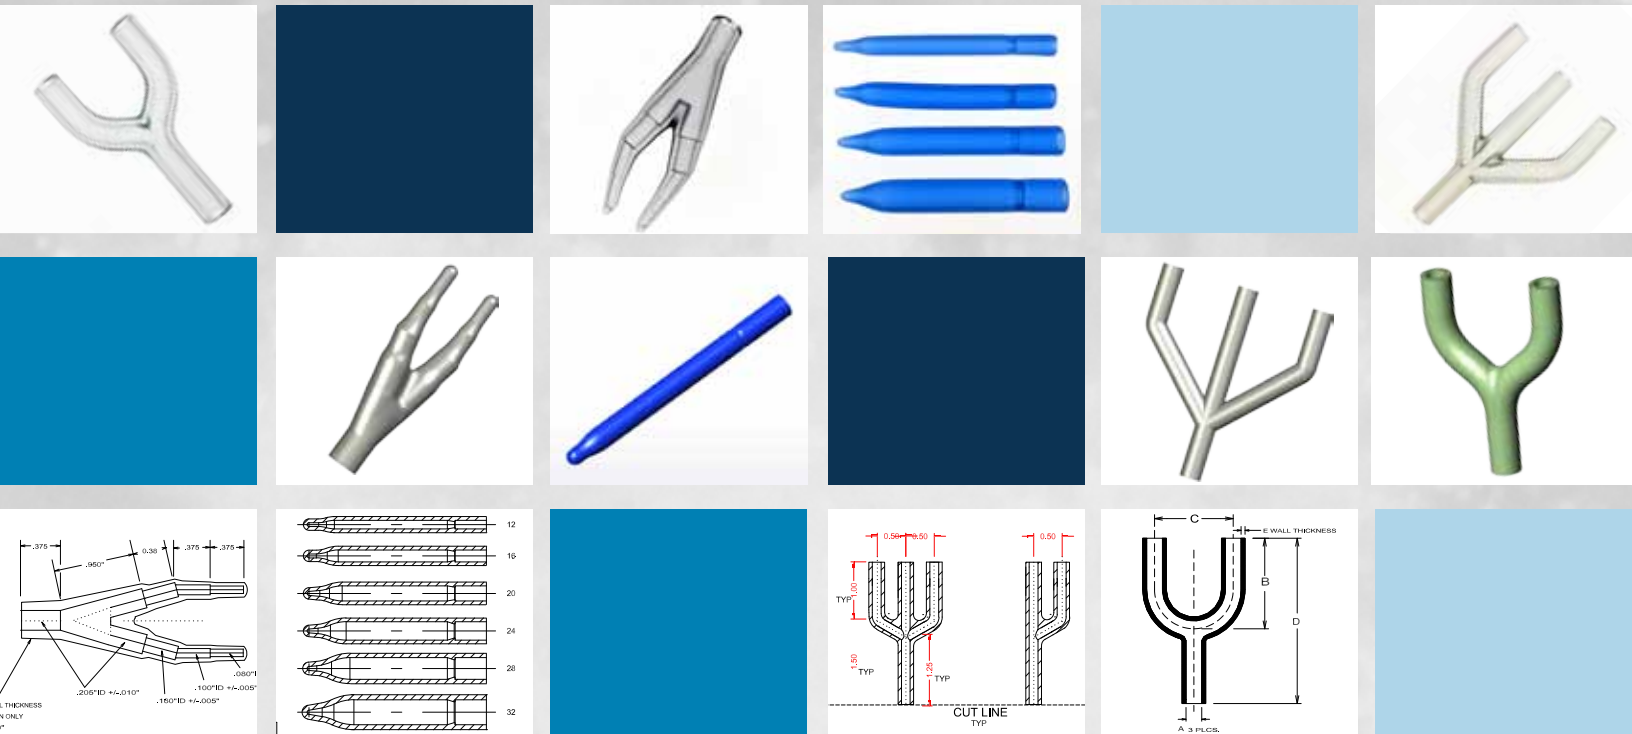 .375
.950"
0.38
.375
.375
.205"ID +/-.010"
.150"ID +/-.005"
.100"ID +/-.005"
.080"I
THICKNESS
N ONLY
12
16
20
24
28
32
0.50
0.50
0.50
1.00
TYP
1.50
TYP
1.25
TYP
CUT LINE
TYP
C
E WALL THICKNESS
B
D
A 3 PLCS.